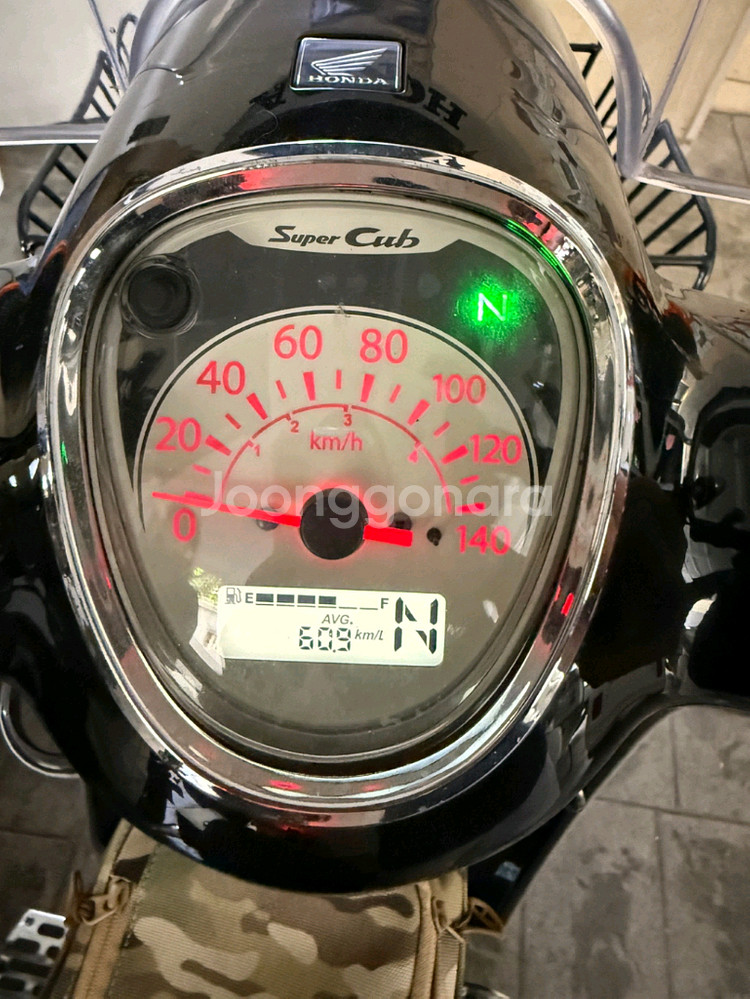 HONDA
Super Cub
N
60 80
40 100
20 120
0 140
1 2 3 4
km/h
Joonggonara
E F
AVG.
60.9 km/L
N